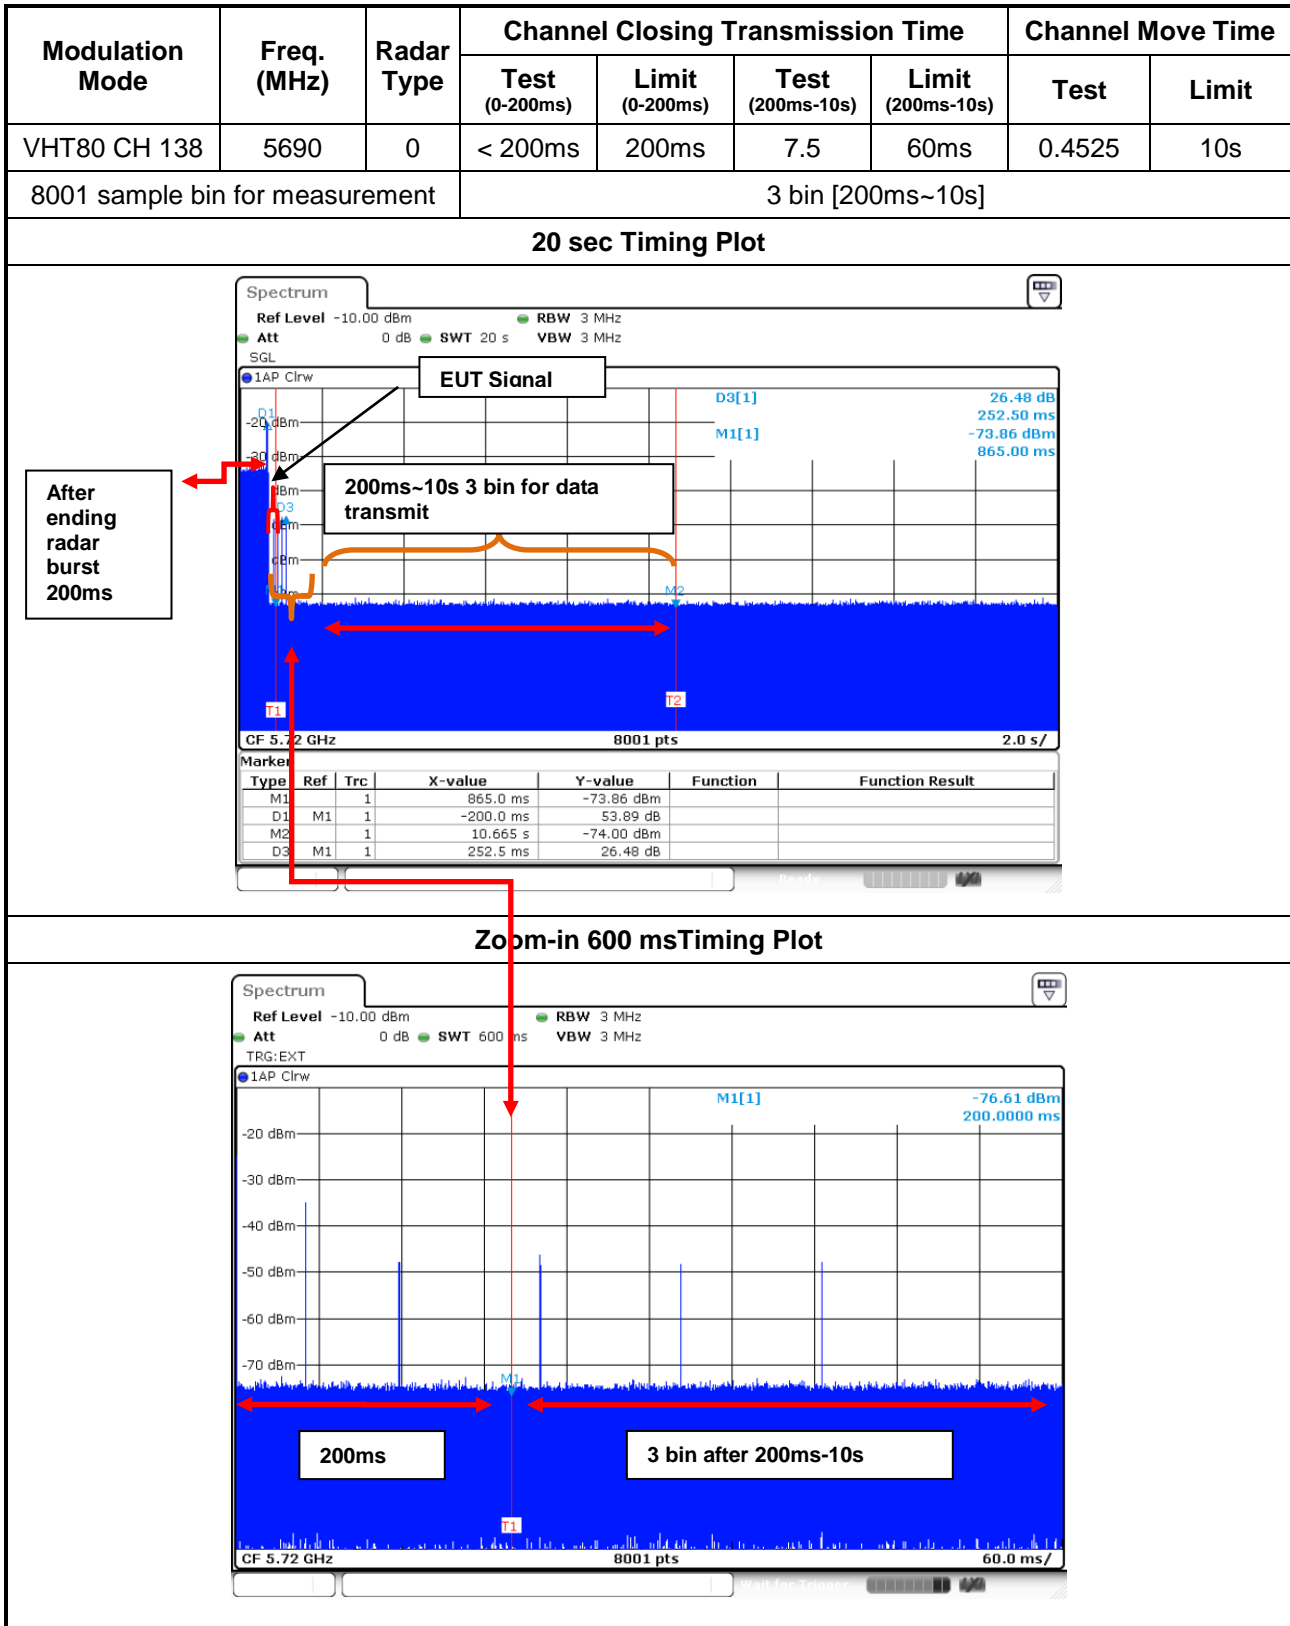 Modulation Mode | Freq. (MHz) | Radar Type | Channel Closing Transmission Time | Channel Move Time
Test (0-200ms) | Limit (0-200ms) | Test (200ms-10s) | Limit (200ms-10s) | Test | Limit
VHT80 CH 138 | 5690 | 0 | < 200ms | 200ms | 7.5 | 60ms | 0.4525 | 10s
8001 sample bin for measurement | 3 bin [200ms~10s]
20 sec Timing Plot
Spectrum
Ref Level -10.00 dBm RBW 3 MHz
Att 0 dB SWT 20 s VBW 3 MHz
SGL
1AP Clrw
EUT Signal
D3[1] 26.48 dB
252.50 ms
M1[1] -73.86 dBm
865.00 ms
D1
-20 dBm
-30 dBm
dBm
D3
dBm
dBm
After
ending
radar
burst
200ms
200ms~10s 3 bin for data
transmit
M2
T1
T2
CF 5.72 GHz 8001 pts 2.0 s/
Marker
Type | Ref | Trc | X-value | Y-value | Function | Function Result
M1 | 1 | 865.0 ms | -73.86 dBm
D1 | M1 | 1 | -200.0 ms | 53.89 dB
M2 | 1 | 10.665 s | -74.00 dBm
D3 | M1 | 1 | 252.5 ms | 26.48 dB
Ready
Zoom-in 600 msTiming Plot
Spectrum
Ref Level -10.00 dBm RBW 3 MHz
Att 0 dB SWT 600 ms VBW 3 MHz
TRG:EXT
1AP Clrw
M1[1] -76.61 dBm
200.0000 ms
-20 dBm
-30 dBm
-40 dBm
-50 dBm
-60 dBm
-70 dBm
M1
200ms
3 bin after 200ms-10s
T1
CF 5.72 GHz 8001 pts 60.0 ms/
Wait for Trigger